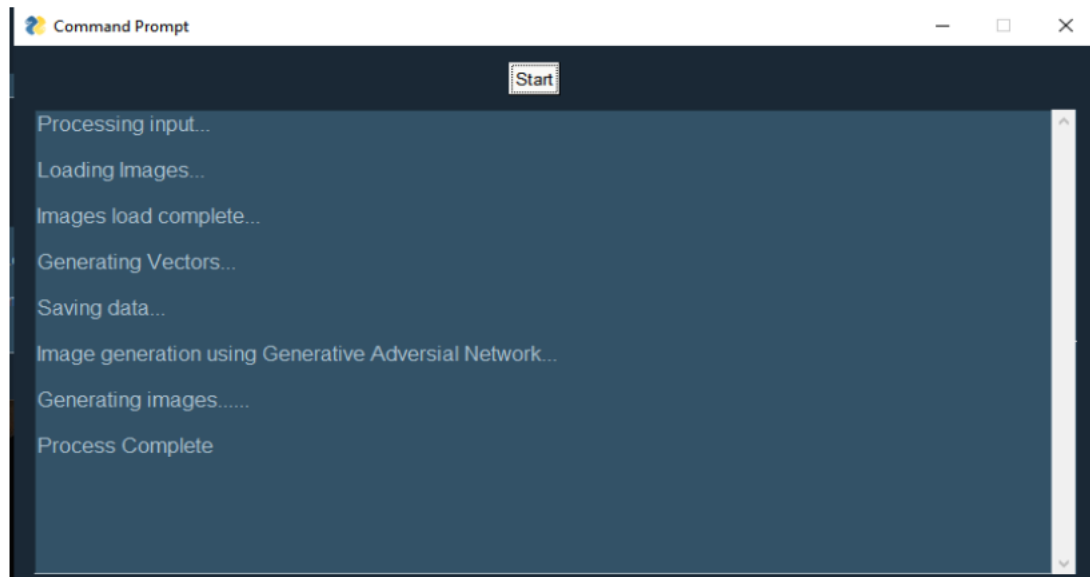 Command Prompt
Start
Processing input...
Loading Images...
Images load complete...
Generating Vectors...
Saving data...
Image generation using Generative Adversial Network...
Generating images......
Process Complete